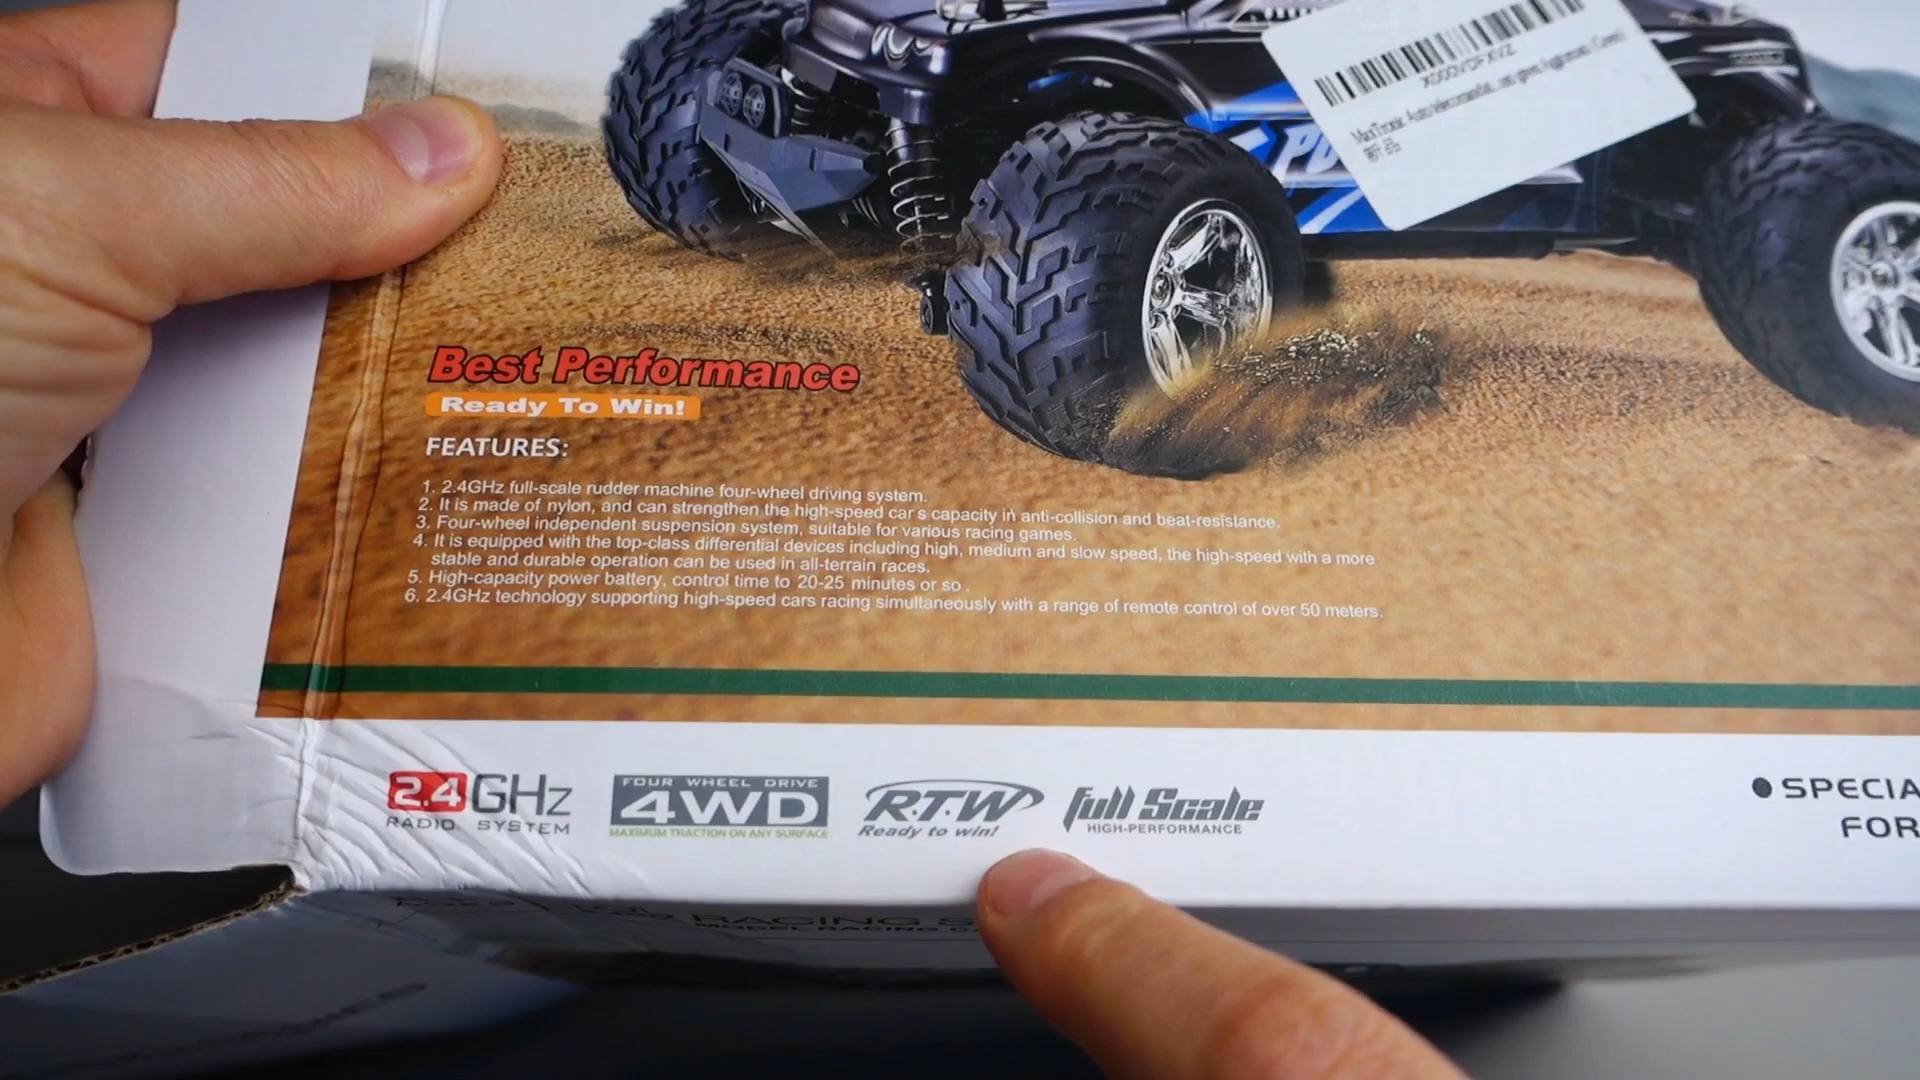 X000VDFXVZ
新品
PO
Best Performance
Ready To Win!
FEATURES:
1. 2.4GHz full-scale rudder machine four-wheel driving system.
2. It is made of nylon, and can strengthen the high-speed car s capacity in anti-collision and beat-resistance.
3. Four-wheel independent suspension system, suitable for various racing games.
4. It is equipped with the top-class differential devices including high, medium and slow speed, the high-speed with a more
stable and durable operation can be used in all-terrain races.
5. High-capacity power battery, control time to 20-25 minutes or so .
6. 2.4GHz technology supporting high-speed cars racing simultaneously with a range of remote control of over 50 meters.
2.4GHz
RADIO SYSTEM
FOUR WHEEL DRIVE
4WD
MAXIMUM TRACTION ON ANY SURFACE
R.T.W
Ready to win!
Full Scale
HIGH-PERFORMANCE
● SPECIA
FOR
RACING
MODEL RACING